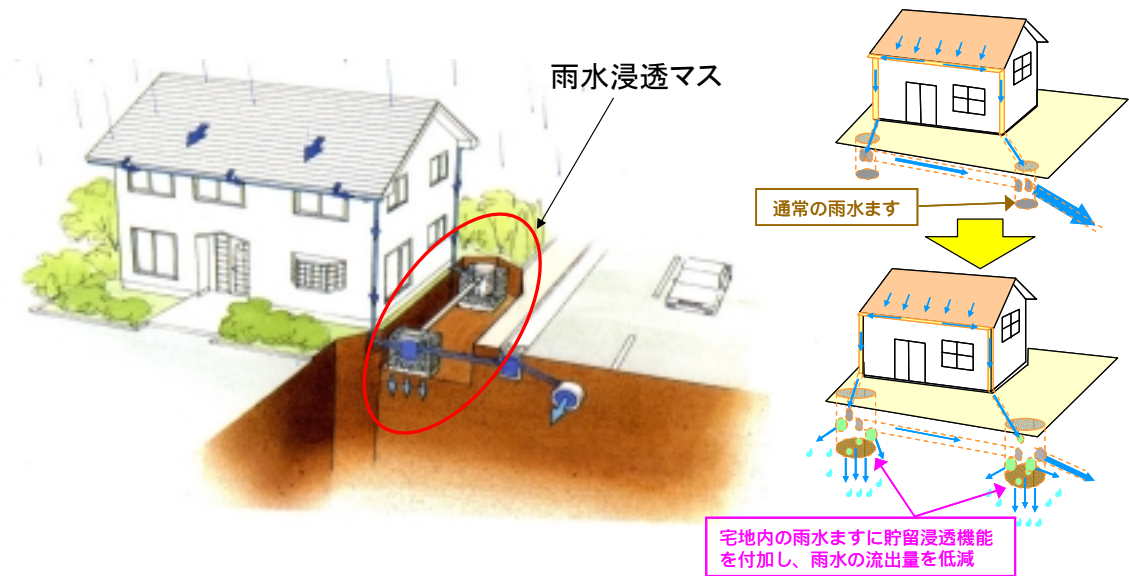 雨水浸透マス
通常の雨水ます
宅地内の雨水ますに貯留浸透機能
を付加し、雨水の流出量を低減